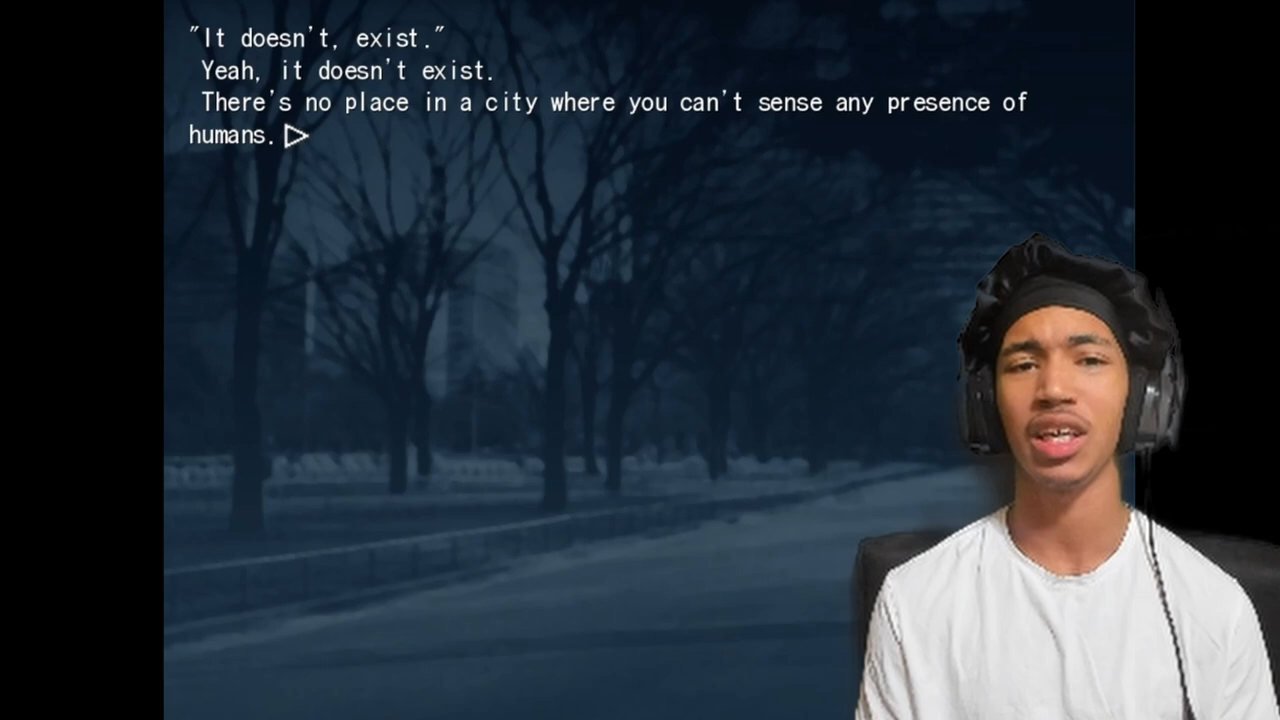 "It doesn't, exist."
Yeah, it doesn't exist.
There's no place in a city where you can't sense any presence of
humans.